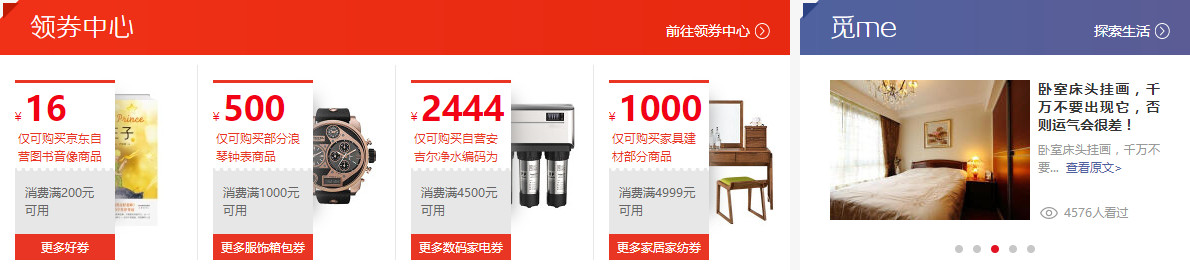 领券中心
前往领券中心
¥16
仅可购买京东自
营图书音像商品
消费满200元
可用
更多好券
Prince
¥500
仅可购买部分浪
琴钟表商品
消费满1000元
可用
更多服饰箱包券
¥2444
仅可购买自营安
吉尔净水编码为
消费满4500元
可用
更多数码家电券
¥1000
仅可购买家具建
材部分商品
消费满4999元
可用
更多家居家纺券
觅me
探索生活
卧室床头挂画，千
万不要出现它，否
则运气会很差！
卧室床头挂画，千万不
要... 查看原文>
4576人看过